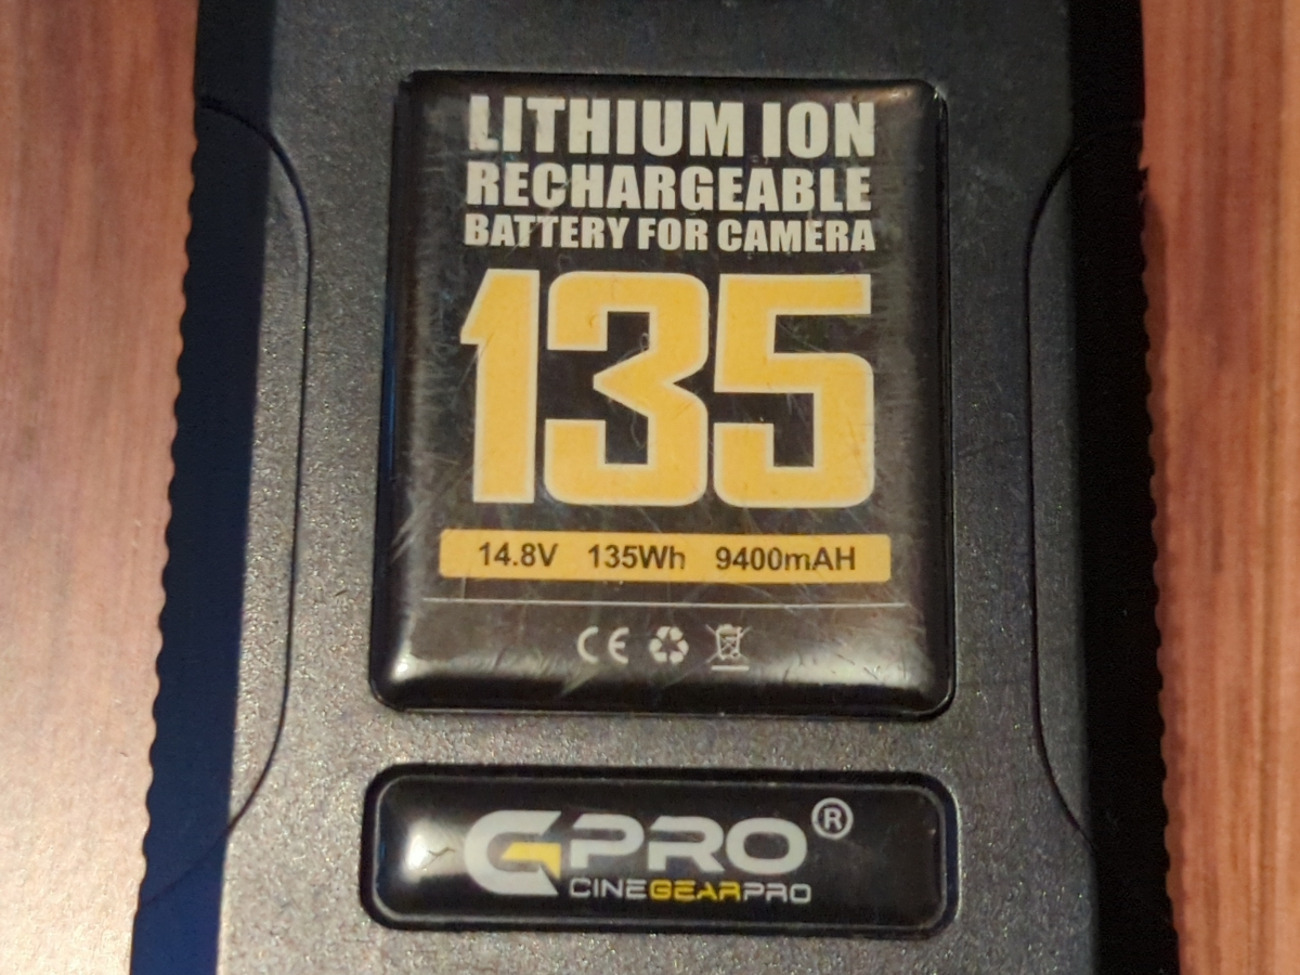 LITHIUM ION
RECHARGEABLE
BATTERY FOR CAMERA
135
14.8V 135Wh 9400mAH
CE
GPRO®
CINEGEARPRO